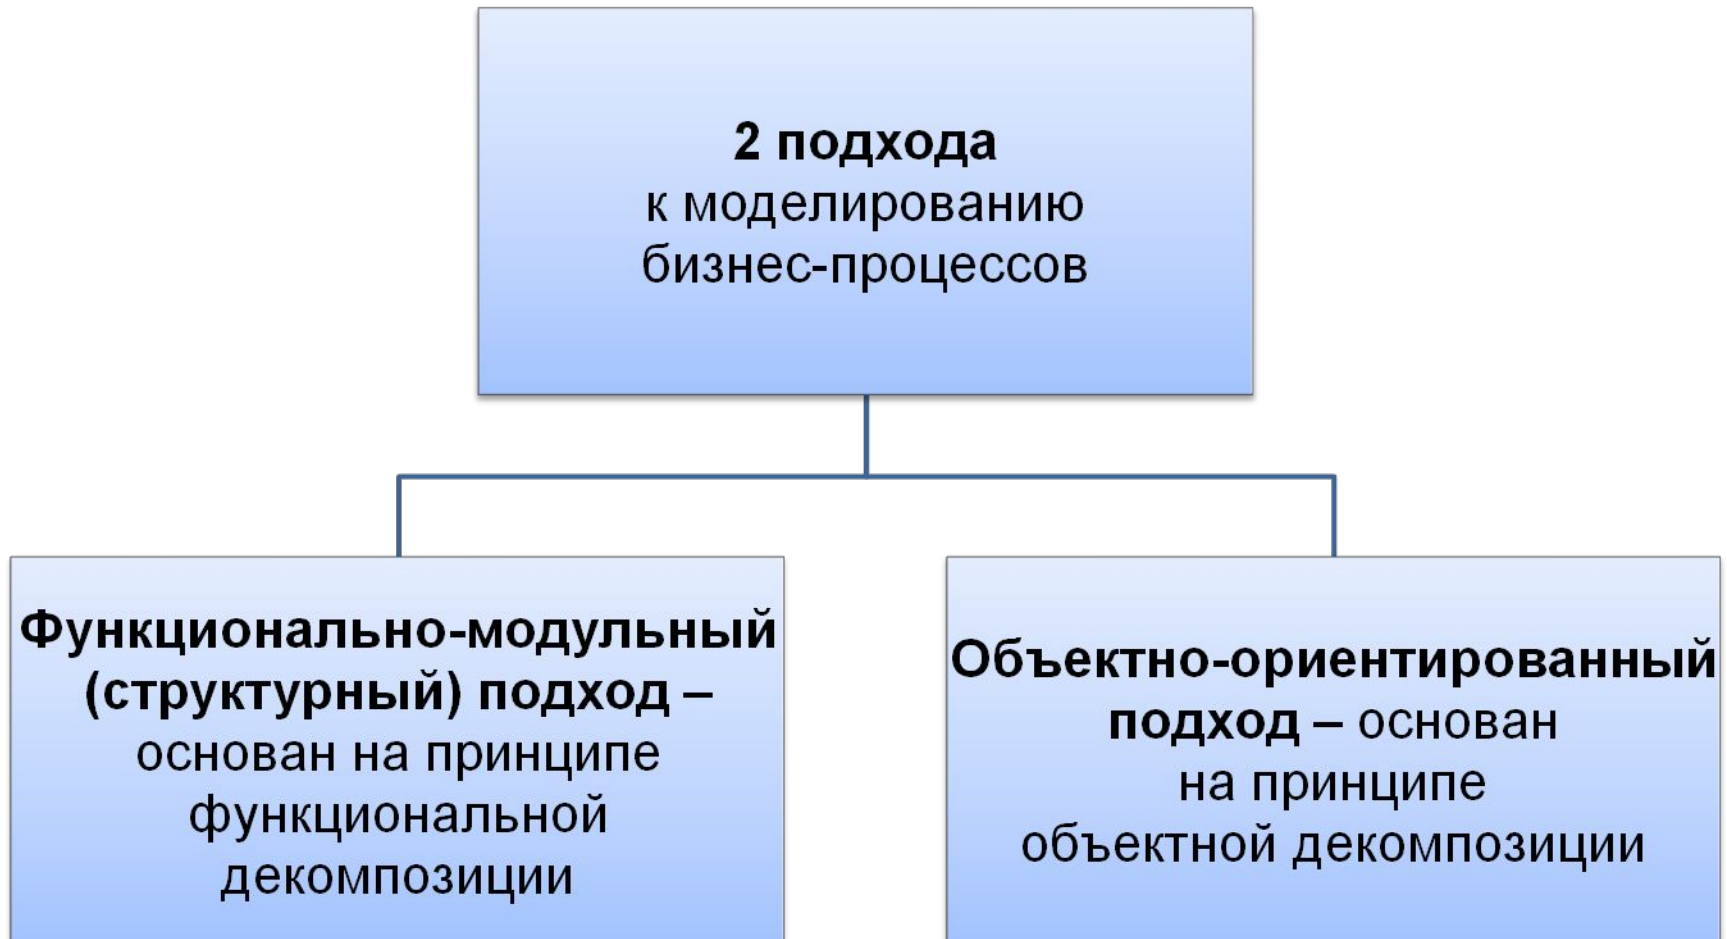 2 подхода
к моделированию
бизнес-процессов
Функционально-модульный
(структурный) подход –
основан на принципе
функциональной
декомпозиции
Объектно-ориентированный
подход – основан
на принципе
объектной декомпозиции